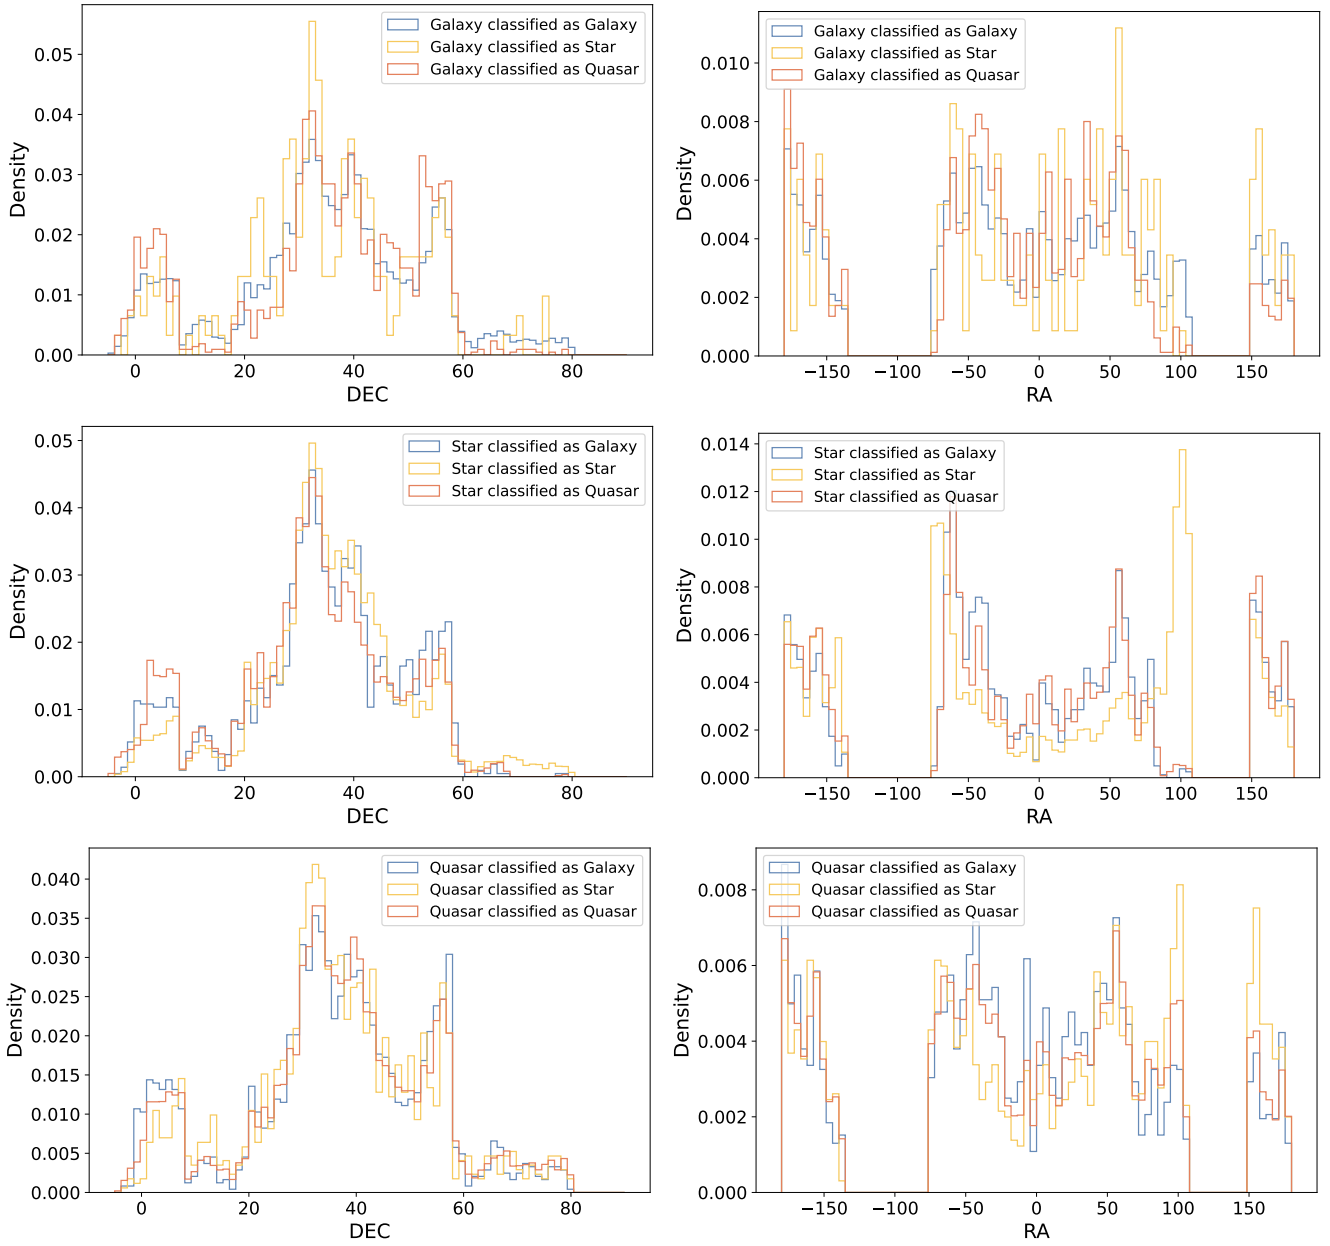 Galaxy classified as Galaxy
Galaxy classified as Star
Galaxy classified as Quasar
0.05
0.04
0.03
0.02
0.01
0.00
Density
0 20 40 60 80
DEC
Galaxy classified as Galaxy
Galaxy classified as Star
Galaxy classified as Quasar
0.010
0.008
0.006
0.004
0.002
0.000
Density
−150 −100 −50 0 50 100 150
RA
Star classified as Galaxy
Star classified as Star
Star classified as Quasar
0.05
0.04
0.03
0.02
0.01
0.00
Density
0 20 40 60 80
DEC
Star classified as Galaxy
Star classified as Star
Star classified as Quasar
0.014
0.012
0.010
0.008
0.006
0.004
0.002
0.000
Density
−150 −100 −50 0 50 100 150
RA
Quasar classified as Galaxy
Quasar classified as Star
Quasar classified as Quasar
0.040
0.035
0.030
0.025
0.020
0.015
0.010
0.005
0.000
Density
0 20 40 60 80
DEC
Quasar classified as Galaxy
Quasar classified as Star
Quasar classified as Quasar
0.008
0.006
0.004
0.002
0.000
Density
−150 −100 −50 0 50 100 150
RA